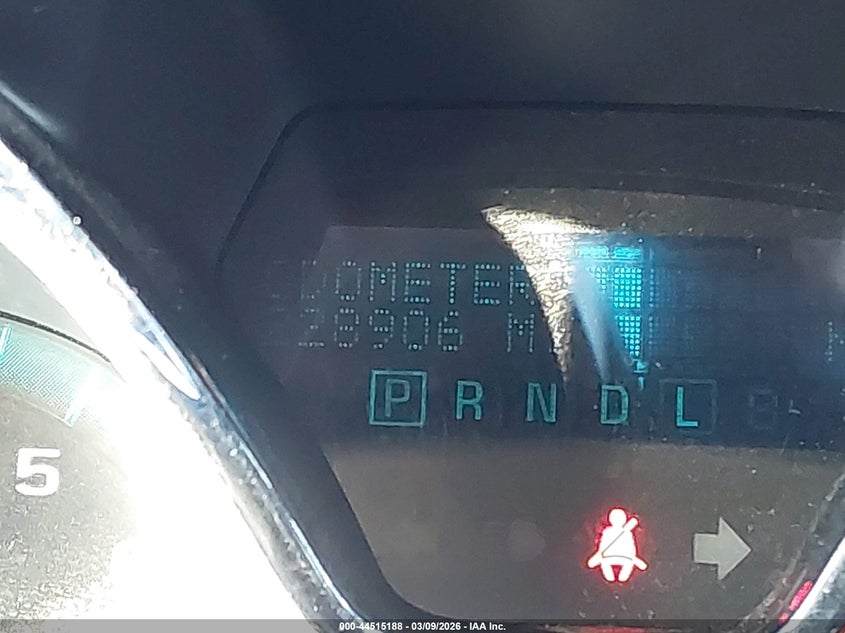 ODOMETER
28906 M
P R N D L
5
000-44515188 - 03/09/2026 - IAA Inc.